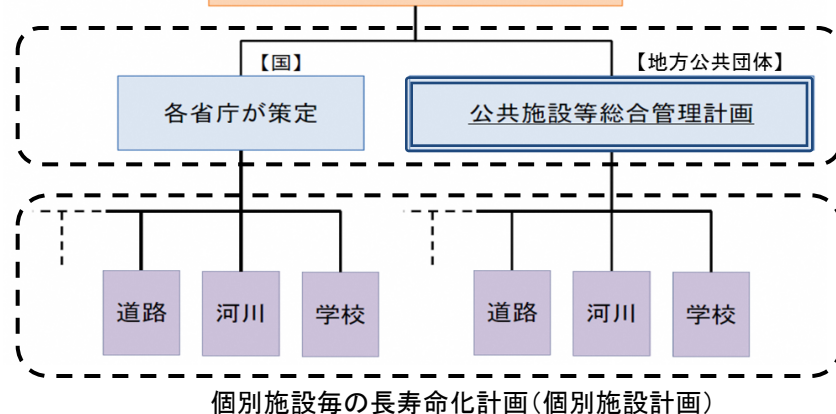 【国】
【地方公共団体】
各省庁が策定
公共施設等総合管理計画
道路
河川
学校
道路
河川
学校
個別施設毎の長寿命化計画(個別施設計画)